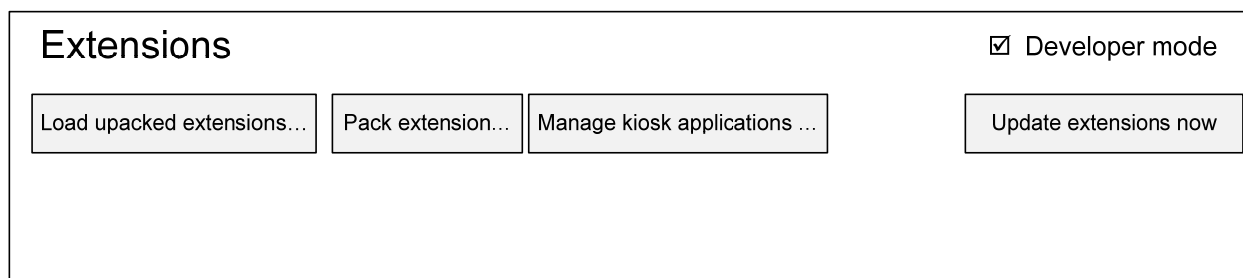 Extensions
☑ Developer mode
Load upacked extensions…
Pack extension…
Manage kiosk applications …
Update extensions now